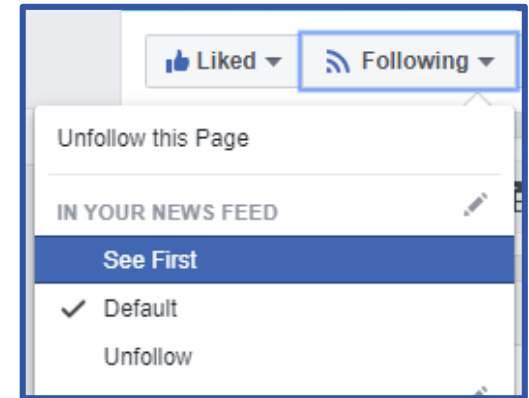 Liked Following
Unfollow this Page
IN YOUR NEWS FEED
See First
Default
Unfollow